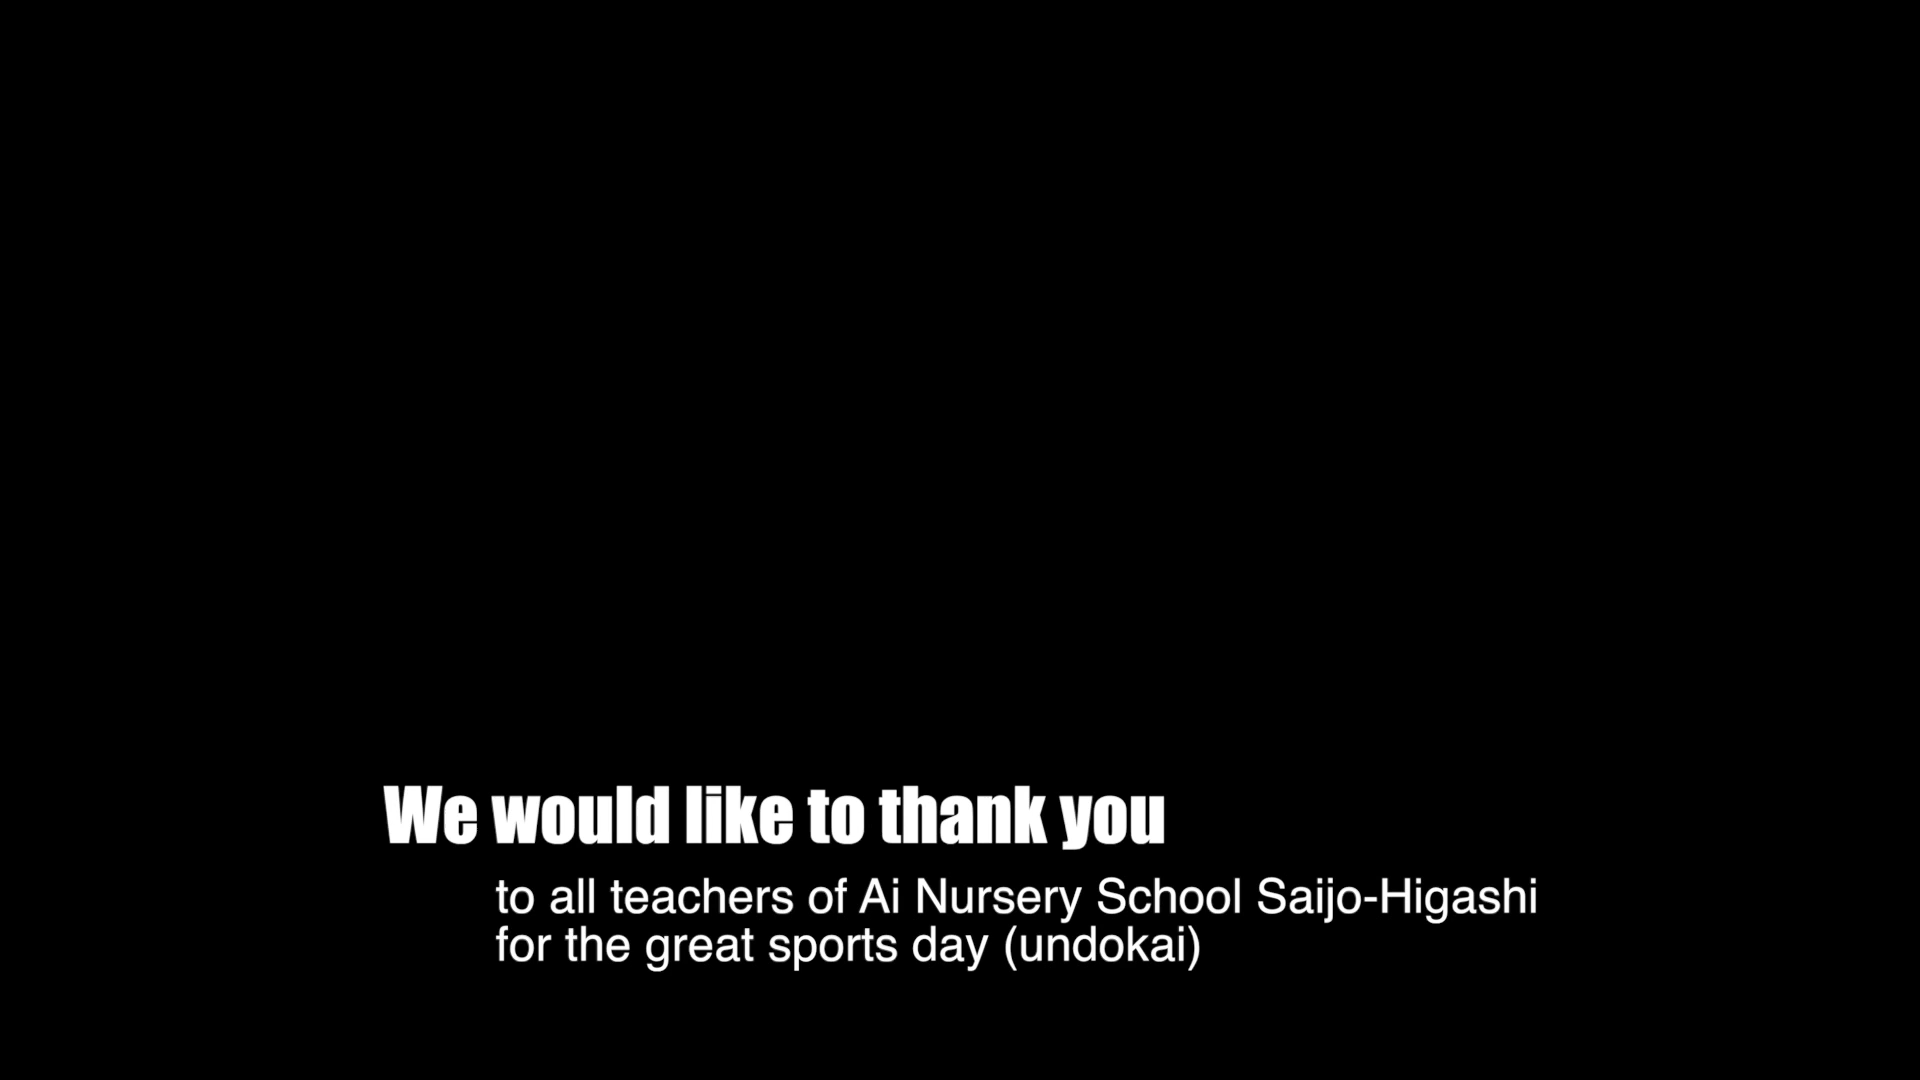 We would like to thank you
to all teachers of Ai Nursery School Saijo-Higashi
for the great sports day (undokai)